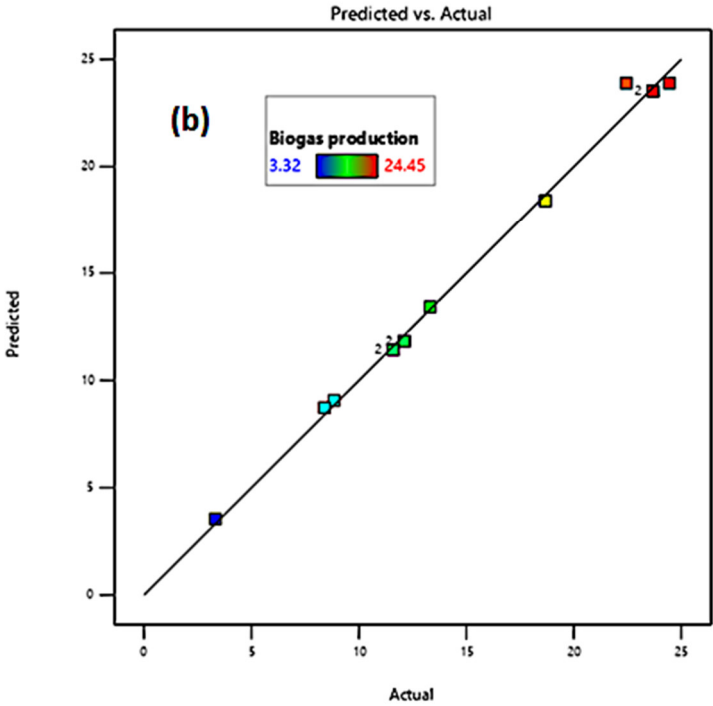 Predicted vs. Actual
25
(b)
Biogas production
3.32 24.45
2
20
15
Predicted
2
2
10
5
0
0 5 10 15 20 25
Actual